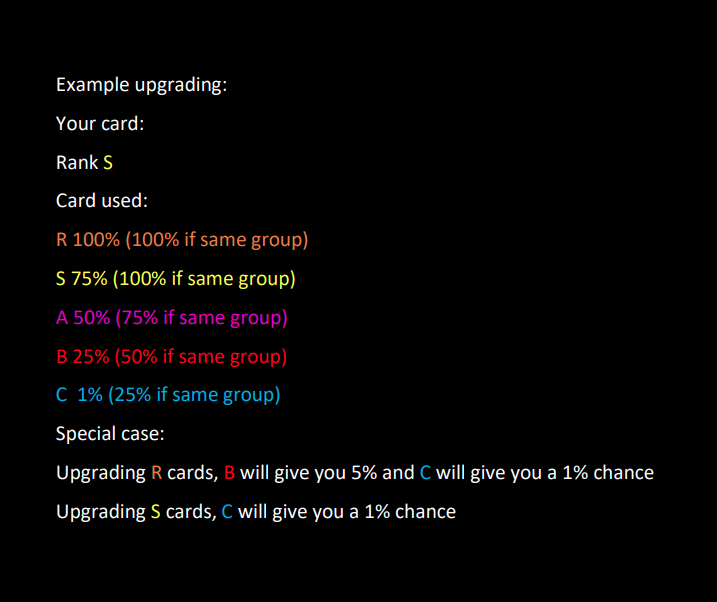 Example upgrading:
Your card:
Rank S
Card used:
R 100% (100% if same group)
S 75% (100% if same group)
A 50% (75% if same group)
B 25% (50% if same group)
C  1% (25% if same group)
Special case:
Upgrading R cards, B will give you 5% and C will give you a 1% chance
Upgrading S cards, C will give you a 1% chance